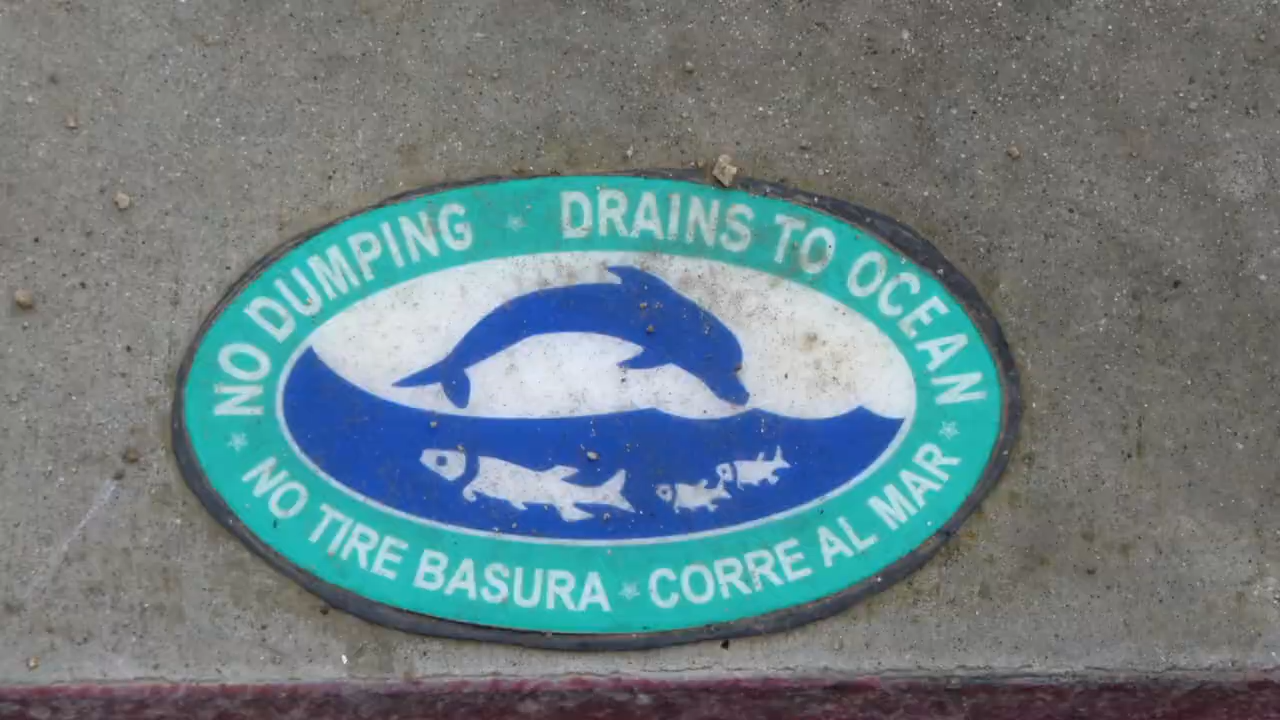 NO DUMPING * DRAINS TO OCEAN
* NO TIRE BASURA * CORRE AL MAR *